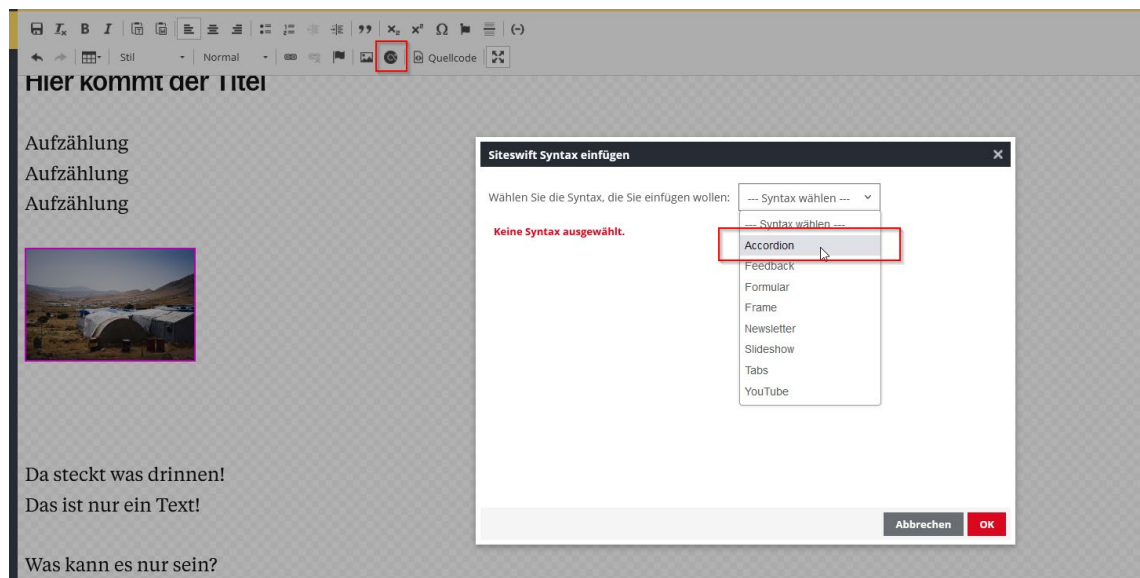 Stil
Normal
Quellcode
Hier kommt der Titel
Aufzählung
Aufzählung
Aufzählung
Da steckt was drinnen!
Das ist nur ein Text!
Was kann es nur sein?
Siteswift Syntax einfügen
Wählen Sie die Syntax, die Sie einfügen wollen:
--- Syntax wählen ---
Keine Syntax ausgewählt.
--- Syntax wählen ---
Accordion
Feedback
Formular
Frame
Newsletter
Slideshow
Tabs
YouTube
Abbrechen
OK